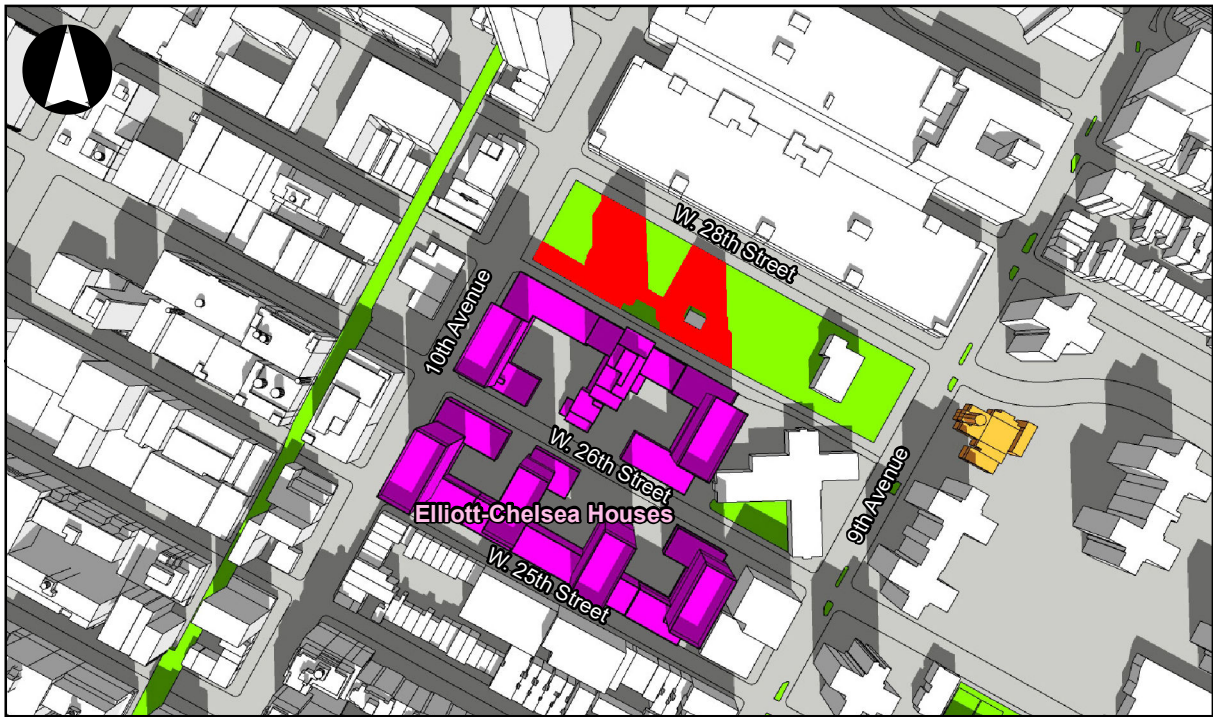 W. 28th Street
10th Avenue
W. 26th Street
9th Avenue
Elliott-Chelsea Houses
W. 25th Street